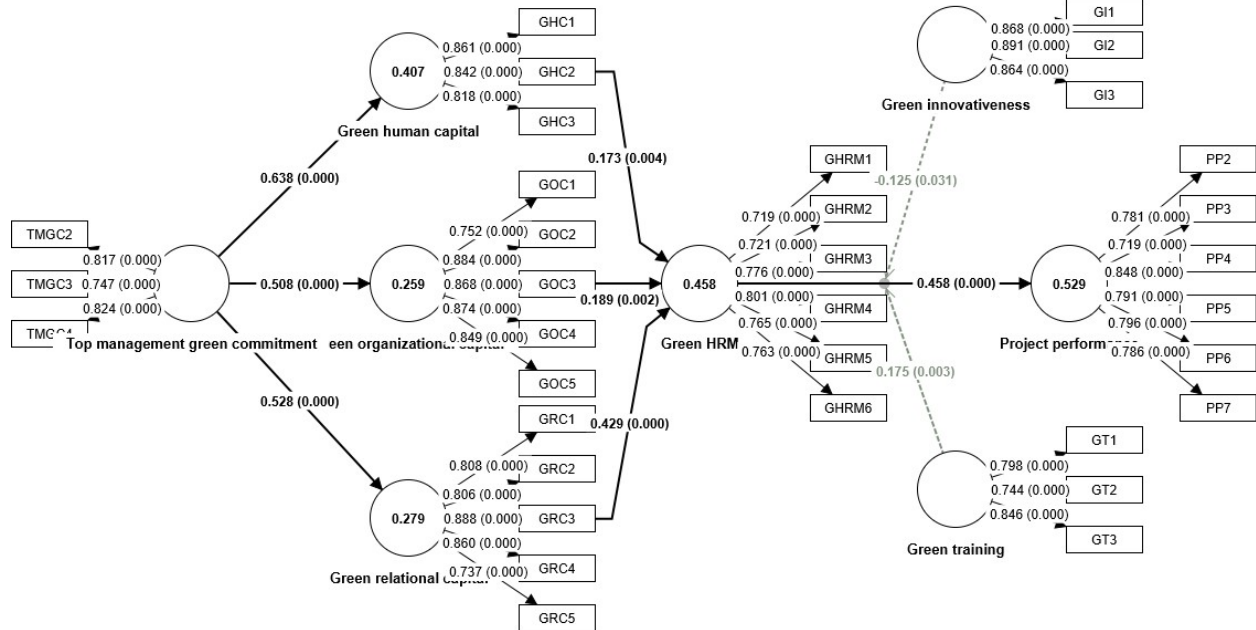 GHC1
0.861 (0.000)
GHC2
0.842 (0.000)
0.818 (0.000)
GHC3
0.407
Green human capital
0.638 (0.000)
0.173 (0.004)
GI1
0.868 (0.000)
GI2
0.891 (0.000)
0.864 (0.000)
GI3
Green innovativeness
-0.125 (0.031)
TMGC2
0.817 (0.000)
TMGC3
0.747 (0.000)
0.824 (0.000)
Top management green commitment
0.508 (0.000)
GOC1
0.752 (0.000)
GOC2
0.884 (0.000)
0.259
GOC3
0.868 (0.000)
0.874 (0.000)
GOC4
0.849 (0.000)
GOC5
een organizational
0.189 (0.002)
GHRM1
0.719 (0.000)
GHRM2
0.721 (0.000)
GHRM3
0.776 (0.000)
0.458
0.801 (0.000)
GHRM4
0.765 (0.000)
GHRM5
0.763 (0.000)
GHRM6
Green HRM
0.458 (0.000)
PP2
0.781 (0.000)
PP3
0.719 (0.000)
PP4
0.848 (0.000)
0.529
0.791 (0.000)
PP5
0.796 (0.000)
PP6
0.786 (0.000)
PP7
Project
0.528 (0.000)
0.429 (0.000)
0.175 (0.003)
GRC1
0.808 (0.000)
GRC2
0.806 (0.000)
0.279
GRC3
0.888 (0.000)
0.860 (0.000)
GRC4
0.737 (0.000)
GRC5
Green relational
GT1
0.798 (0.000)
GT2
0.744 (0.000)
0.846 (0.000)
GT3
Green training